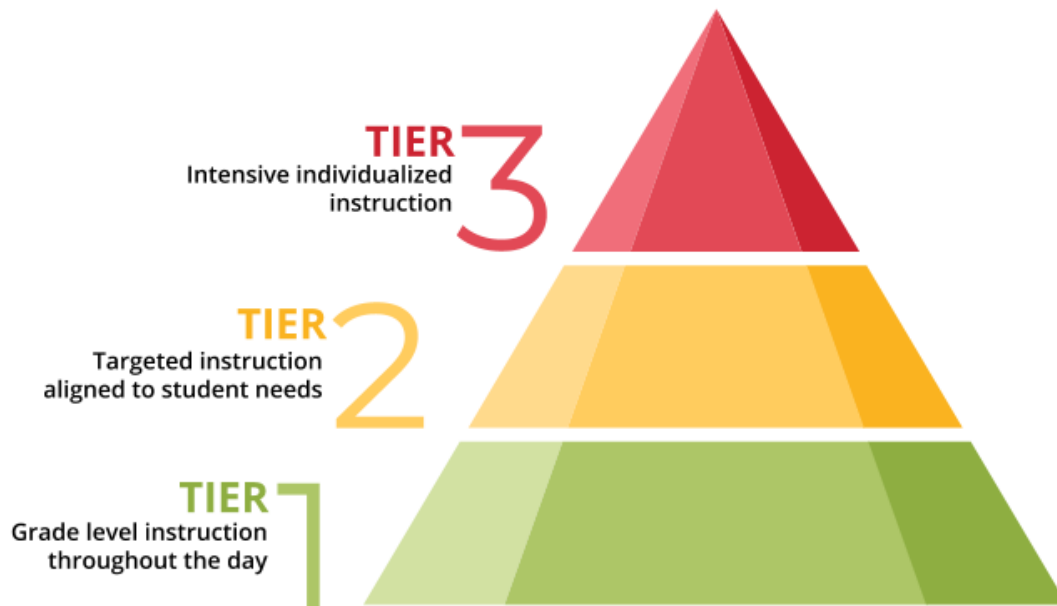 TIER 3
Intensive individualized
instruction
TIER 2
Targeted instruction
aligned to student needs
TIER 1
Grade level instruction
throughout the day